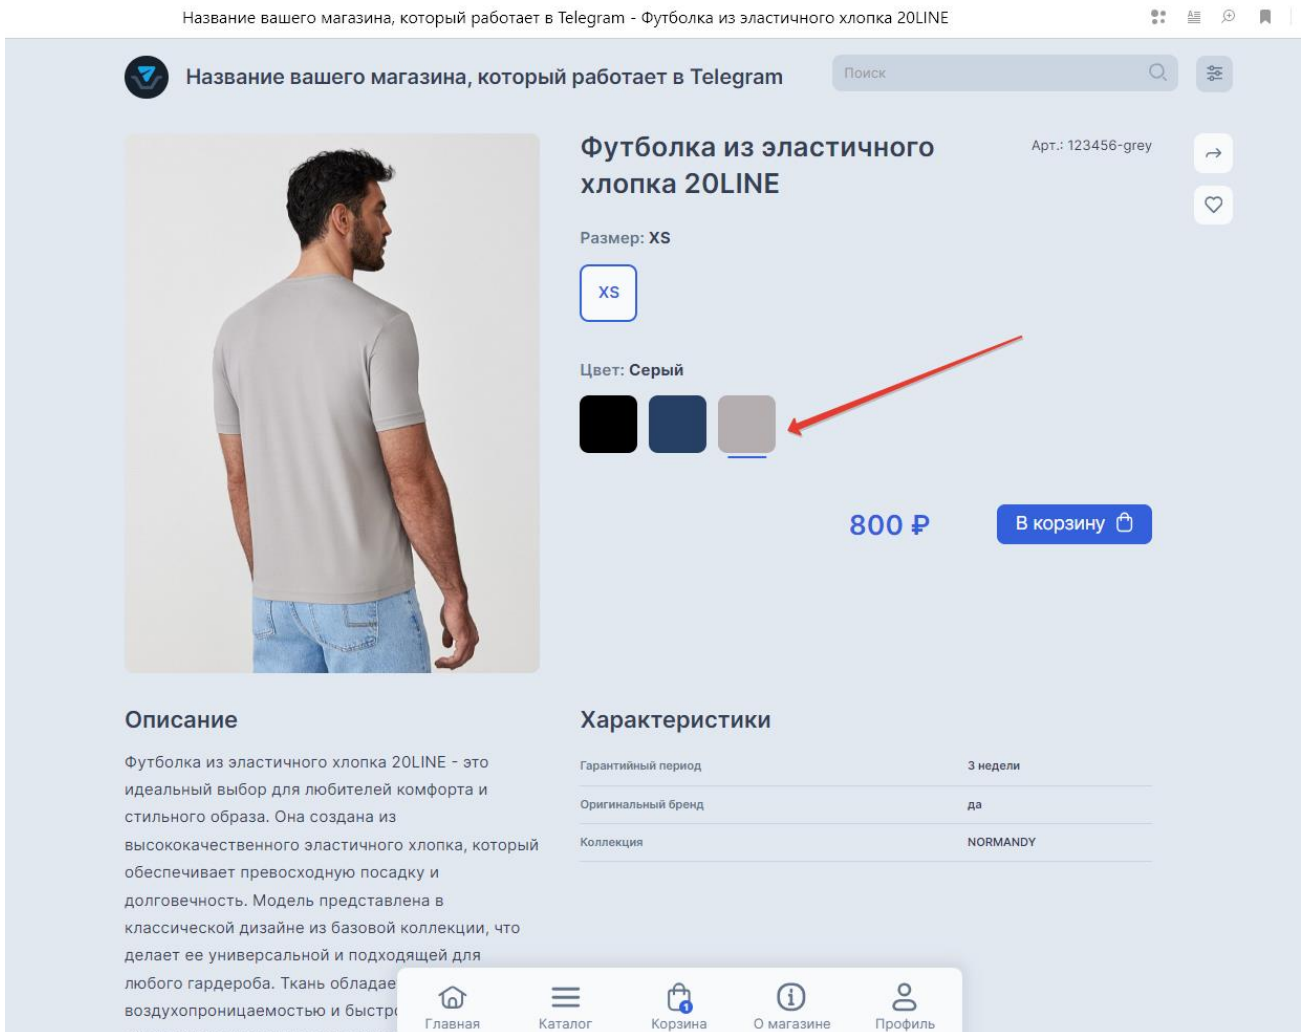 Название вашего магазина, который работает в Telegram - Футболка из эластичного хлопка 20LINE
Название вашего магазина, который работает в Telegram
Поиск
Футболка из эластичного
хлопка 20LINE
Арт.: 123456-grey
Размер: XS
XS
Цвет: Серый
800 ₽
В корзину
Описание
Футболка из эластичного хлопка 20LINE - это
идеальный выбор для любителей комфорта и
стильного образа. Она создана из
высококачественного эластичного хлопка, который
обеспечивает превосходную посадку и
долговечность. Модель представлена в
классической дизайне из базовой коллекции, что
делает ее универсальной и подходящей для
любого гардероба. Ткань обладае
воздухопроницаемостью и быстро
Характеристики
Гарантийный период 3 недели
Оригинальный бренд да
Коллекция NORMANDY
1
Главная
Каталог
Корзина
О магазине
Профиль